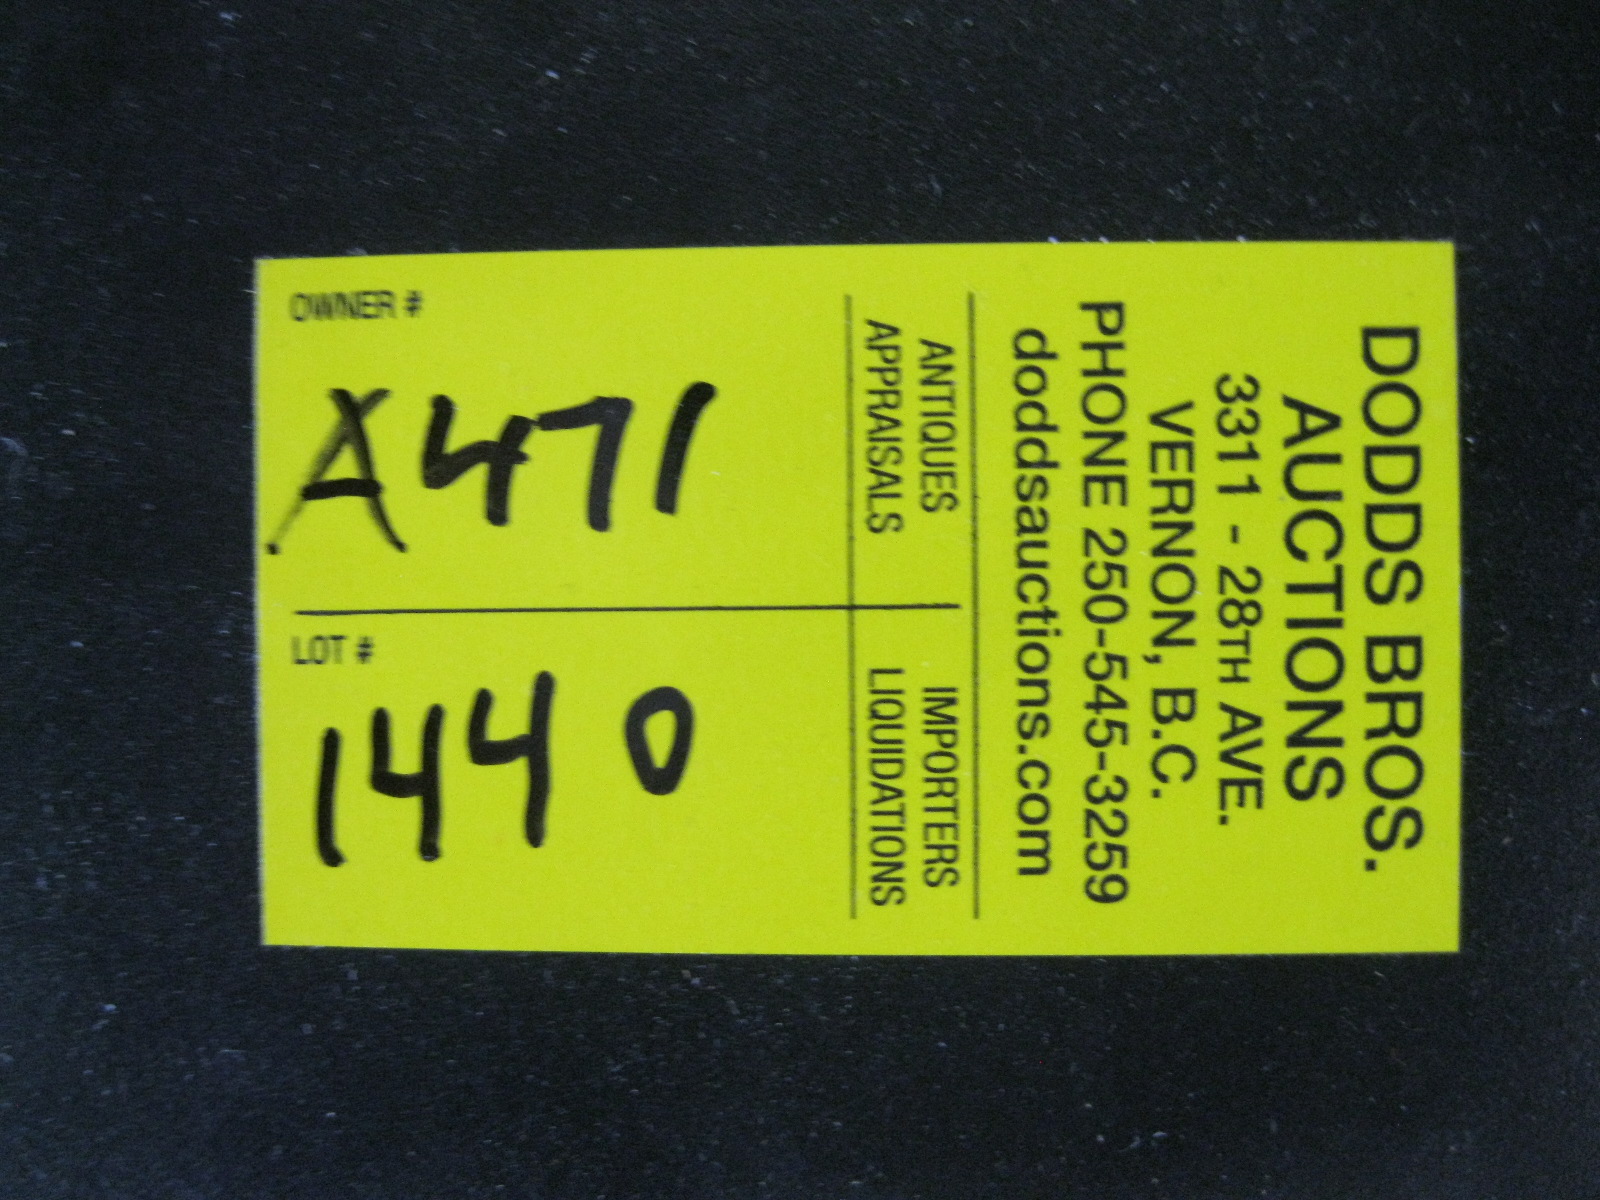 DODDS BROS.
AUCTIONS
3311 - 28TH AVE.
VERNON, B.C.
PHONE 250-545-3259
doddsauctions.com
ANTIQUES
APPRAISALS
IMPORTERS
LIQUIDATIONS
OWNER #
A471
LOT #
1440